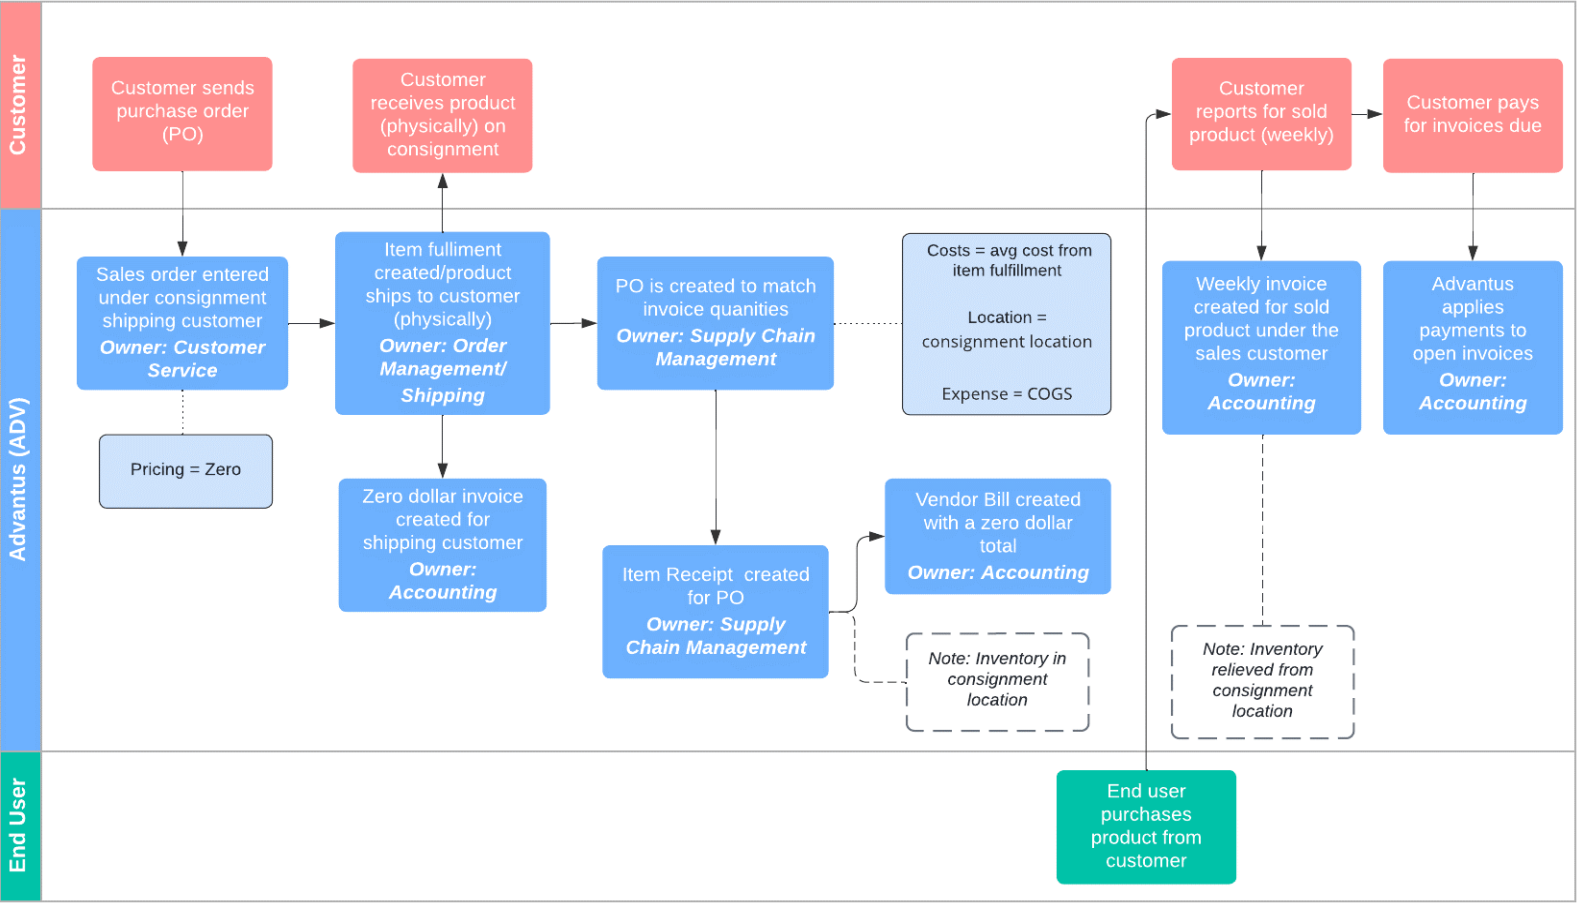 Customer
Customer sends
purchase order
(PO)
Customer
receives product
(physically) on
consignment
Customer
reports for sold
product (weekly)
Customer pays
for invoices due
Advantus (ADV)
Sales order entered
under consignment
shipping customer
Owner: Customer
Service
Pricing = Zero
Item fulliment
created/product
ships to customer
(physically)
Owner: Order
Management/
Shipping
Zero dollar invoice
created for
shipping customer
Owner:
Accounting
PO is created to match
invoice quanities
Owner: Supply Chain
Management
Costs = avg cost from
item fulfillment
Location =
consignment location
Expense = COGS
Item Receipt created
for PO
Owner: Supply
Chain Management
Vendor Bill created
with a zero dollar
total
Owner: Accounting
Note: Inventory in
consignment
location
Weekly invoice
created for sold
product under the
sales customer
Owner:
Accounting
Note: Inventory
relieved from
consignment
location
Advantus
applies
payments to
open invoices
Owner:
Accounting
End User
End user
purchases
product from
customer